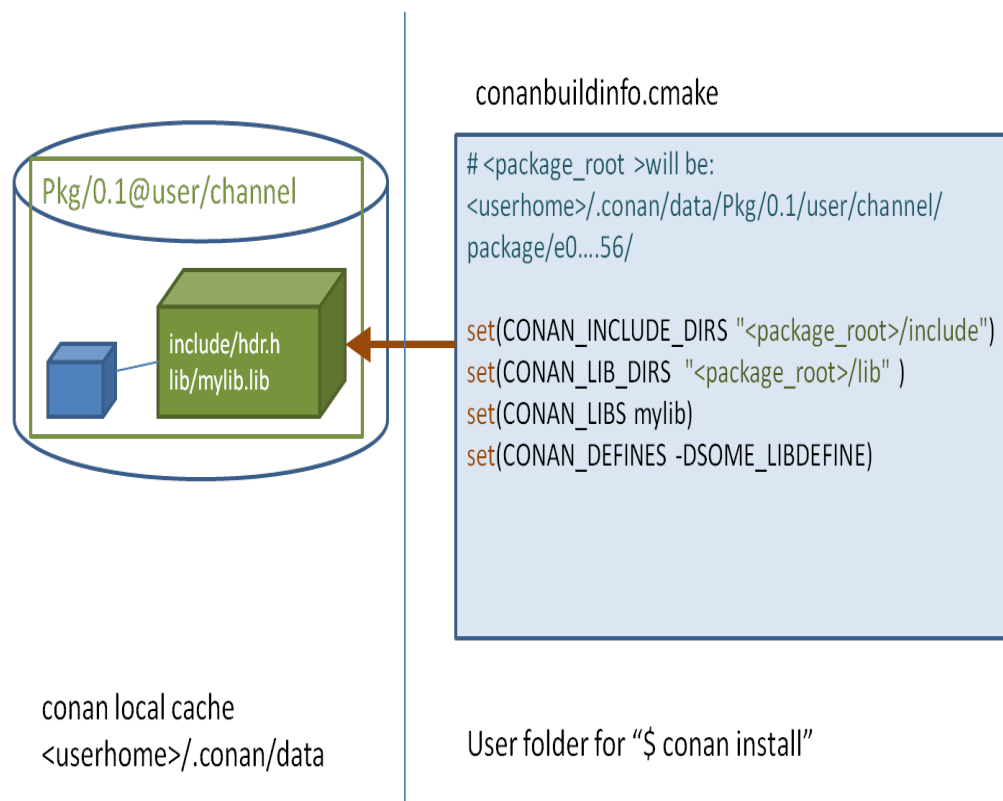 conanbuildinfo.cmake
Pkg/0.1@user/channel
include/hdr.h
lib/mylib.lib
# <package_root >will be:
<userhome>/.conan/data/Pkg/0.1/user/channel/
package/e0....56/
set(CONAN_INCLUDE_DIRS "<package_root>/include")
set(CONAN_LIB_DIRS "<package_root>/lib" )
set(CONAN_LIBS mylib)
set(CONAN_DEFINES -DSOME_LIBDEFINE)
conan local cache
<userhome>/.conan/data
User folder for “$ conan install”